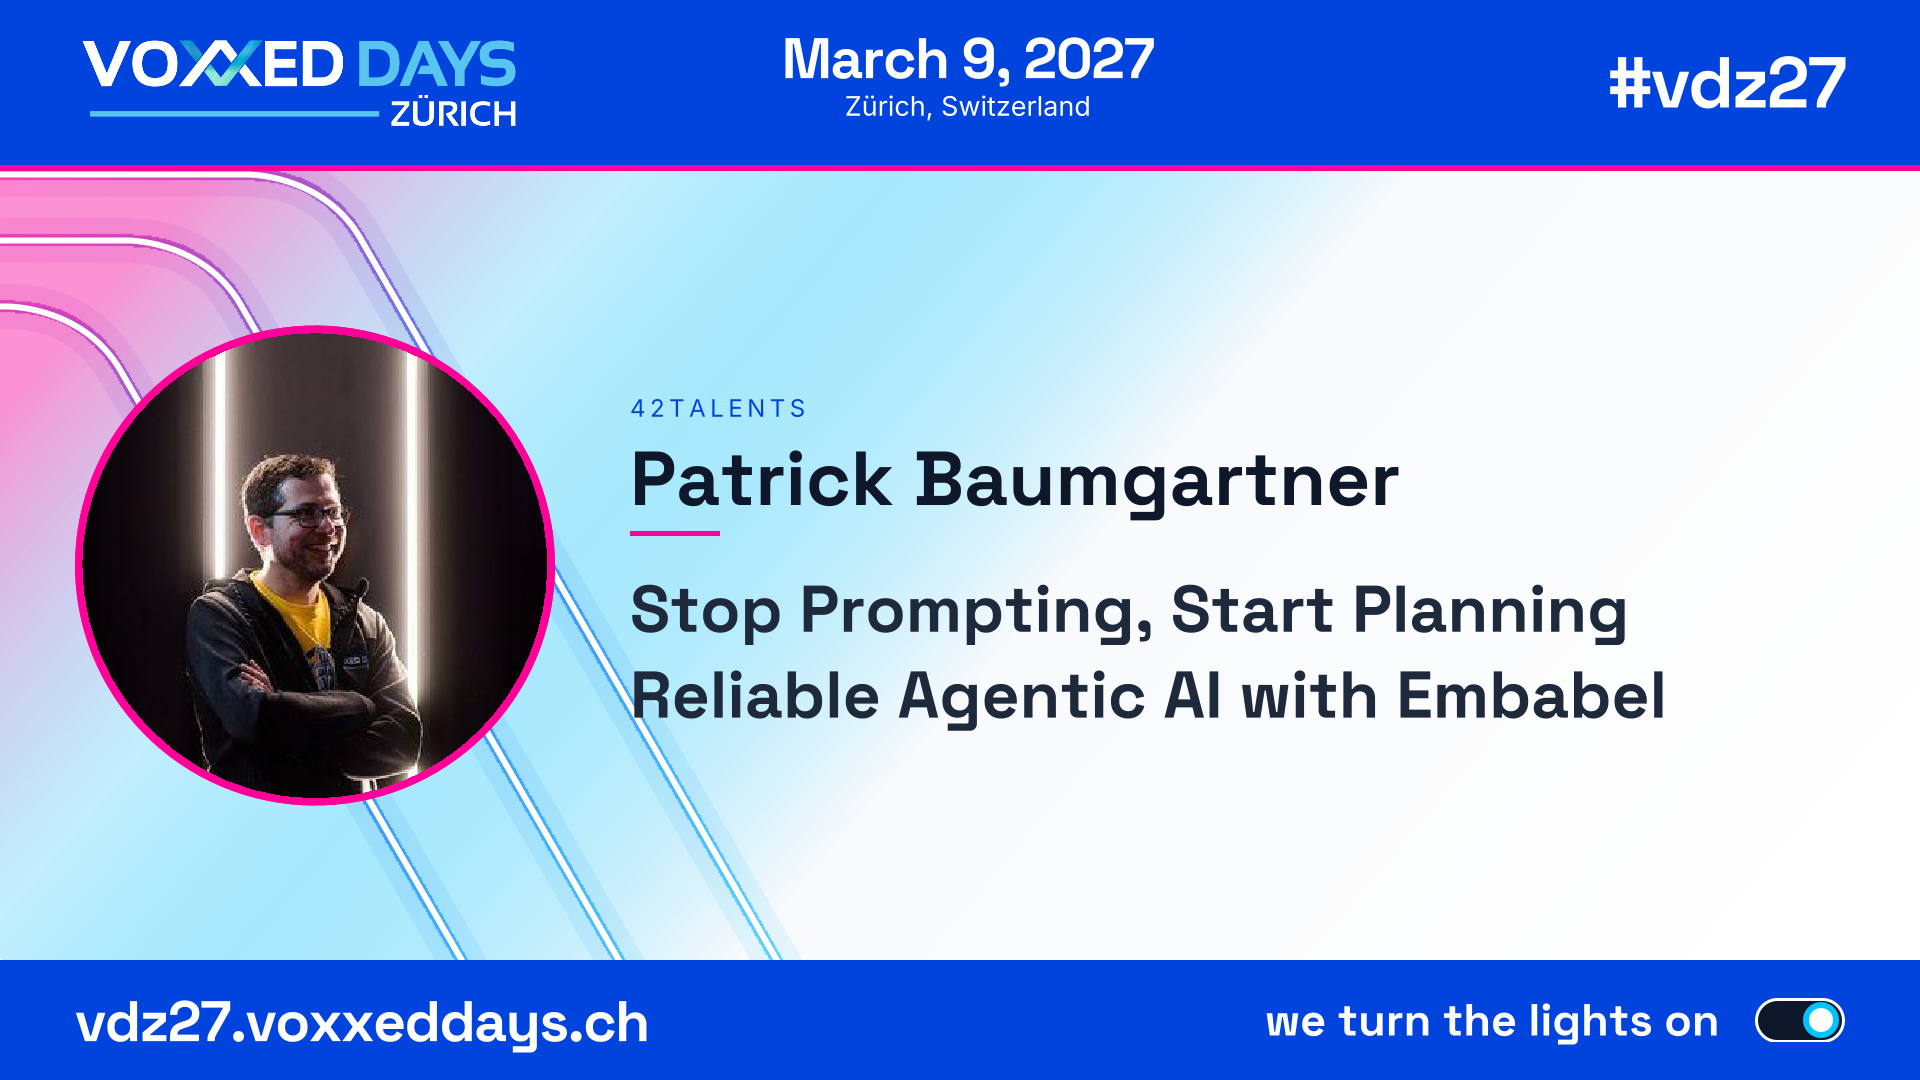 VOXXED DAYS
ZÜRICH
March 9, 2027
Zürich, Switzerland
#vdz27
42TALENTS
Patrick Baumgartner
Stop Prompting, Start Planning
Reliable Agentic AI with Embabel
vdz27.voxxeddays.ch
we turn the lights on